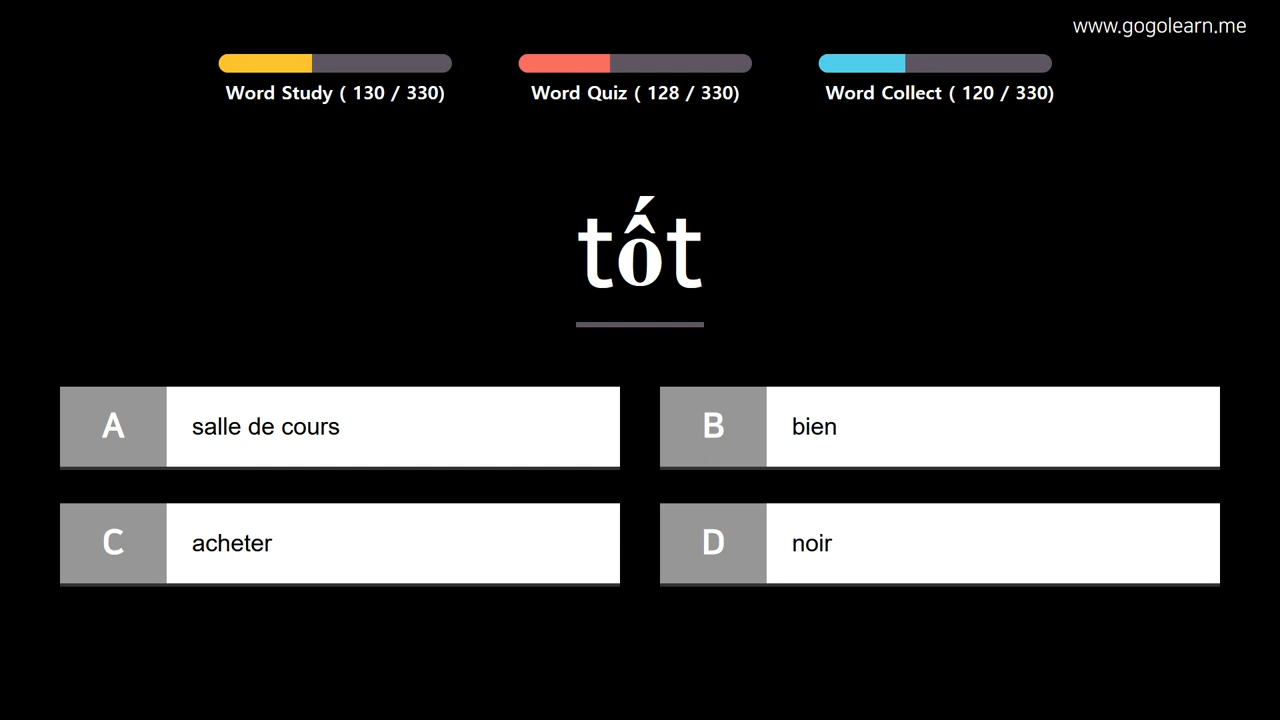 www.gogolearn.me
Word Study ( 130 / 330)
Word Quiz ( 128 / 330)
Word Collect ( 120 / 330)
tốt
A
salle de cours
B
bien
C
acheter
D
noir